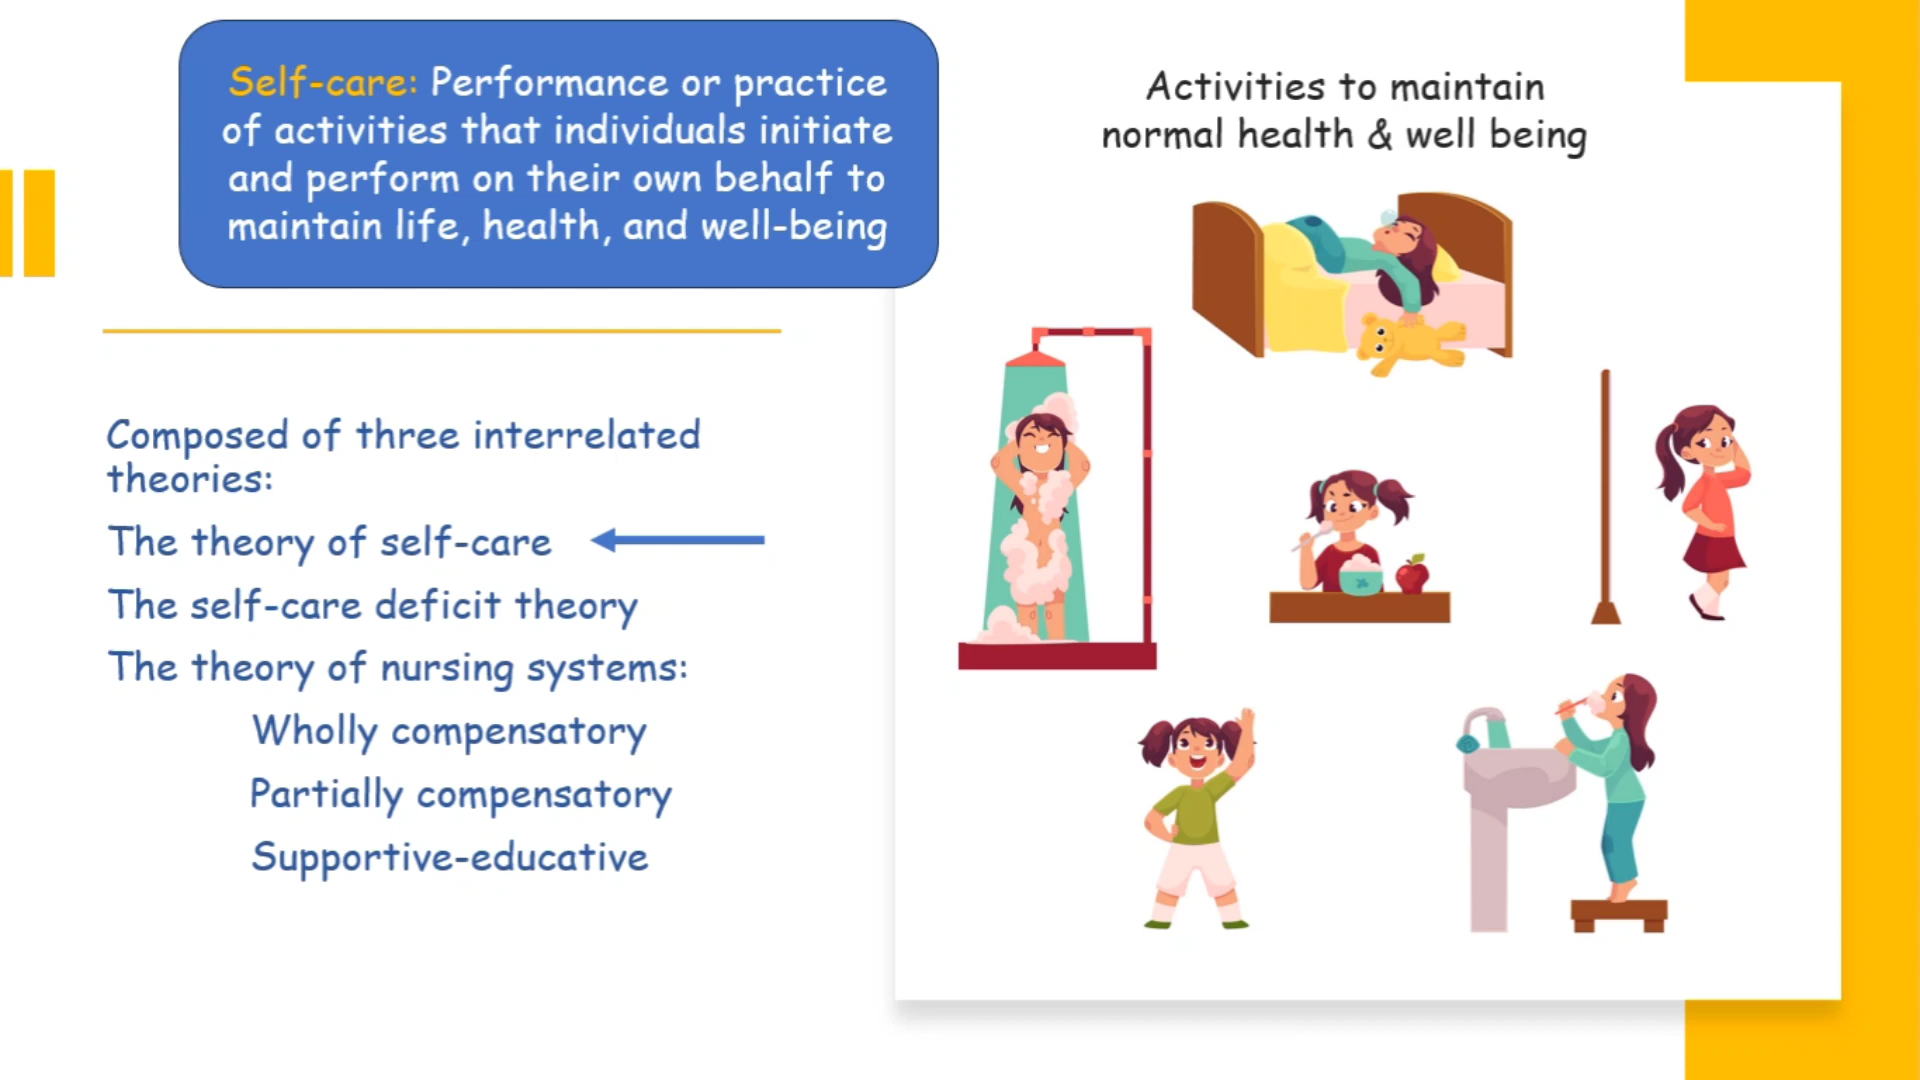 Self-care: Performance or practice
of activities that individuals initiate
and perform on their own behalf to
maintain life, health, and well-being
Composed of three interrelated
theories:
The theory of self-care
The self-care deficit theory
The theory of nursing systems:
Wholly compensatory
Partially compensatory
Supportive-educative
Activities to maintain
normal health & well being